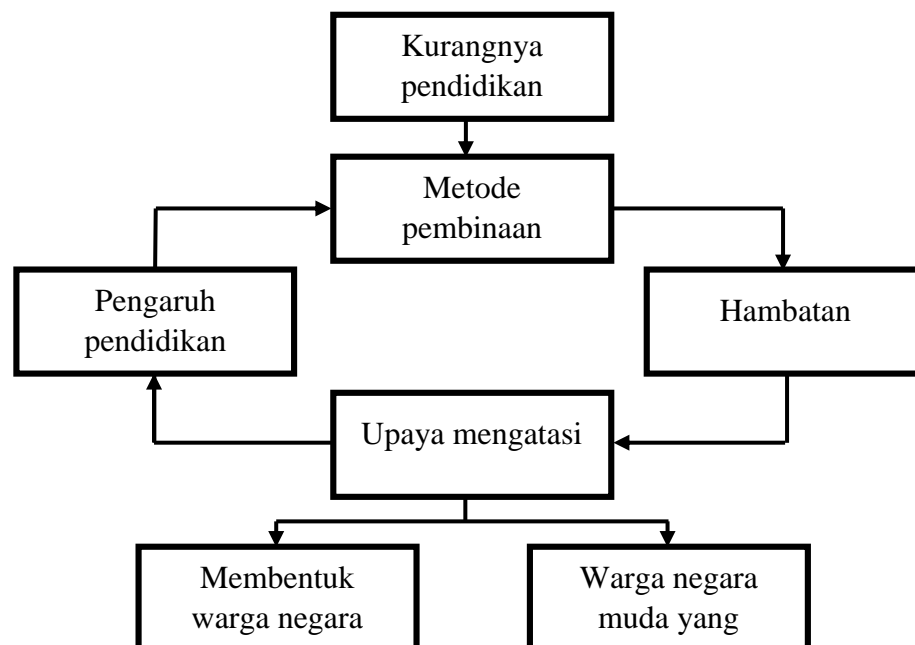 Kurangnya
pendidikan
Metode
pembinaan
Pengaruh
pendidikan
Hambatan
Upaya mengatasi
Membentuk
warga negara
Warga negara
muda yang